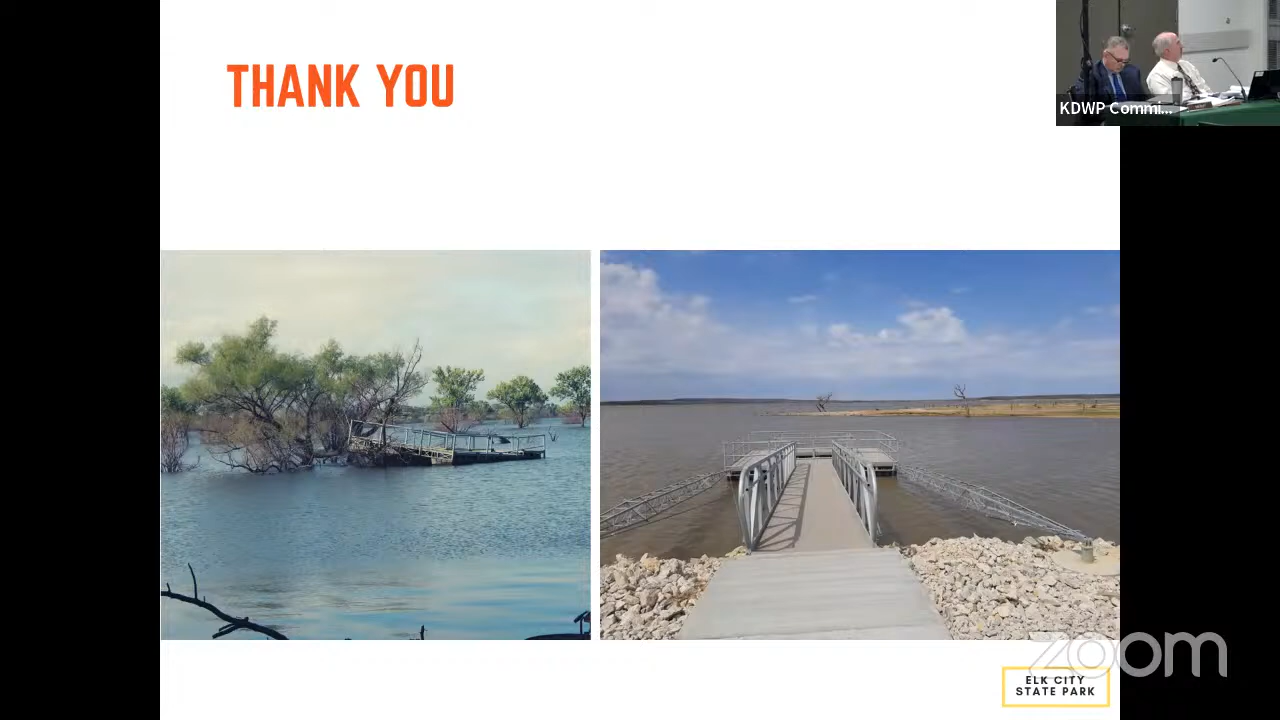 THANK YOU
KDWP Commi...
zoom
ELK CITY
STATE PARK